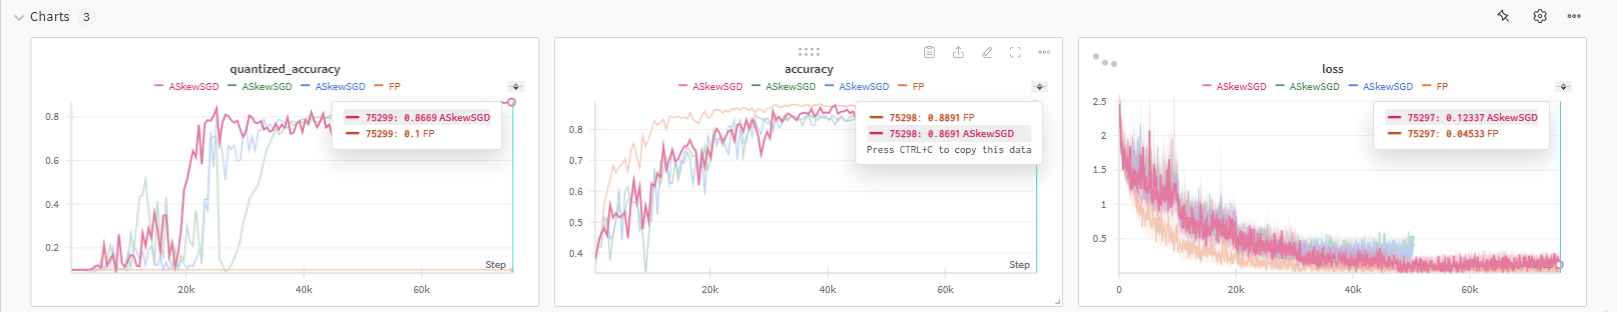 Charts 3
quantized_accuracy
ASkewSGD ASkewSGD ASkewSGD FP
75299: 0.8669 ASkewSGD
75299: 0.1 FP
0.8
0.6
0.4
0.2
Step
20k 40k 60k
accuracy
ASkewSGD ASkewSGD ASkewSGD FP
75298: 0.8891 FP
75298: 0.8691 ASkewSGD
Press CTRL+C to copy this data
0.8
0.7
0.6
0.5
0.4
Step
20k 40k 60k
loss
ASkewSGD ASkewSGD ASkewSGD FP
75297: 0.12337 ASkewSGD
75297: 0.04533 FP
2.5
2
1.5
1
0.5
0 20k 40k 60k